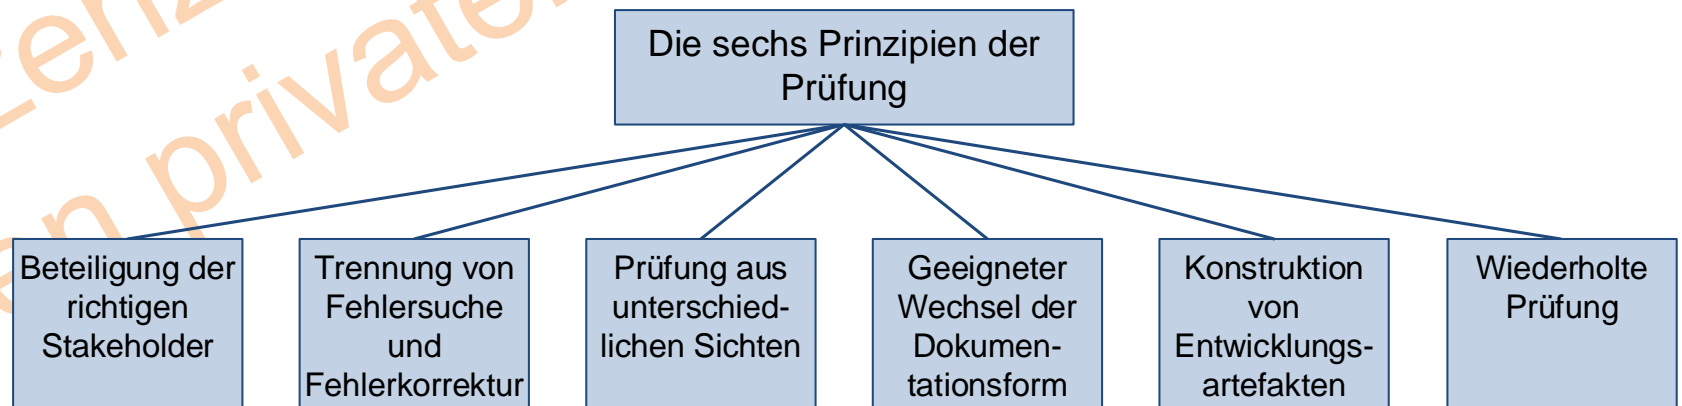 Die sechs Prinzipien der
Prüfung
Beteiligung der
richtigen
Stakeholder
Trennung von
Fehlersuche
und
Fehlerkorrektur
Prüfung aus
unterschied-
lichen Sichten
Geeigneter
Wechsel der
Dokumen-
tationsform
Konstruktion
von
Entwicklungs-
artefakten
Wiederholte
Prüfung